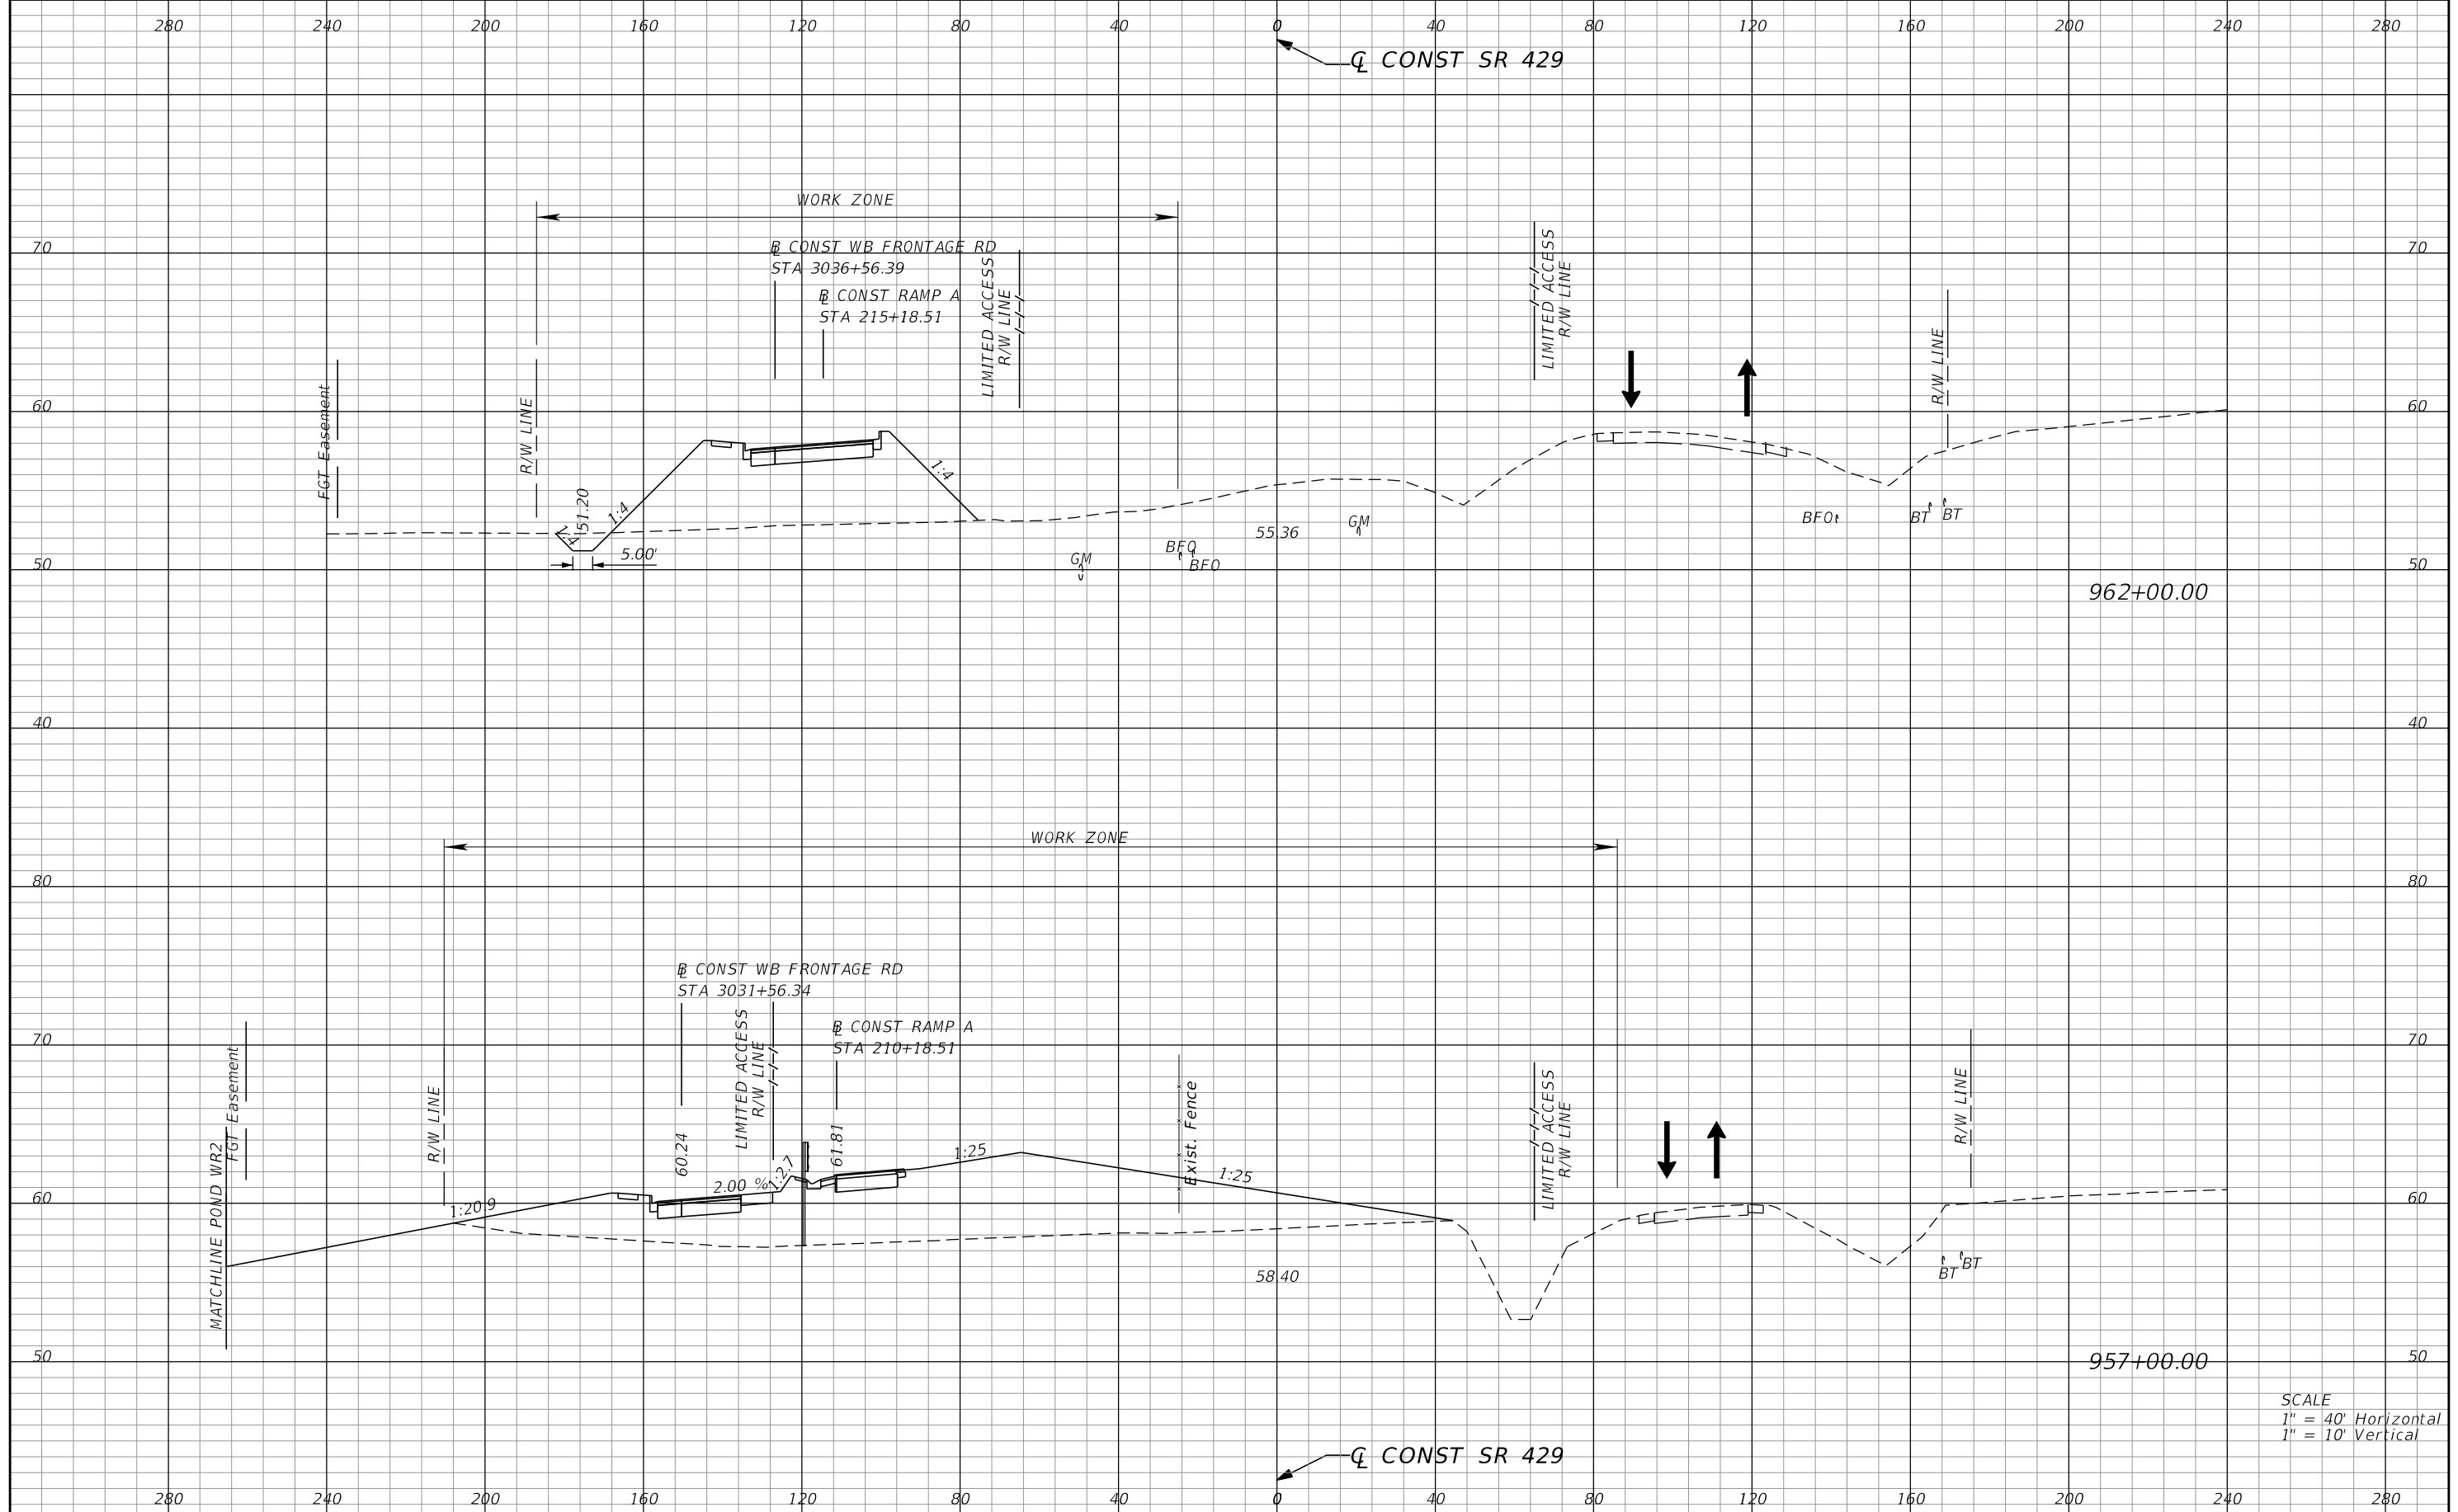 280 240 200 160 120 80 40 0 40 80 120 160 200 240 280
℄ CONST SR 429
WORK ZONE
70 70
℄ CONST WB FRONTAGE RD
STA 3036+56.39
℄ CONST RAMP A
STA 215+18.51
LIMITED ACCESS
R/W LINE
LIMITED ACCESS
R/W LINE
R/W LINE
60 60
FGT Easement
R/W LINE
51.20
1:4
1:4
1:4
5.00'
GM
BFO
BFO
55.36
GM
BFO
BT
BT
50 50
962+00.00
40 40
WORK ZONE
80 80
℄ CONST WB FRONTAGE RD
STA 3031+56.34
℄ CONST RAMP A
STA 210+18.51
70 70
MATCHLINE POND WR2
FGT Easement
R/W LINE
60.24
LIMITED ACCESS
R/W LINE
61.81
Exist. Fence
LIMITED ACCESS
R/W LINE
R/W LINE
60 60
1:20.9
2.00 %
1:2.7
1:25
1:25
58.40
BT
BT
50 50
957+00.00
SCALE
1" = 40' Horizontal
1" = 10' Vertical
℄ CONST SR 429
280 240 200 160 120 80 40 0 40 80 120 160 200 240 280